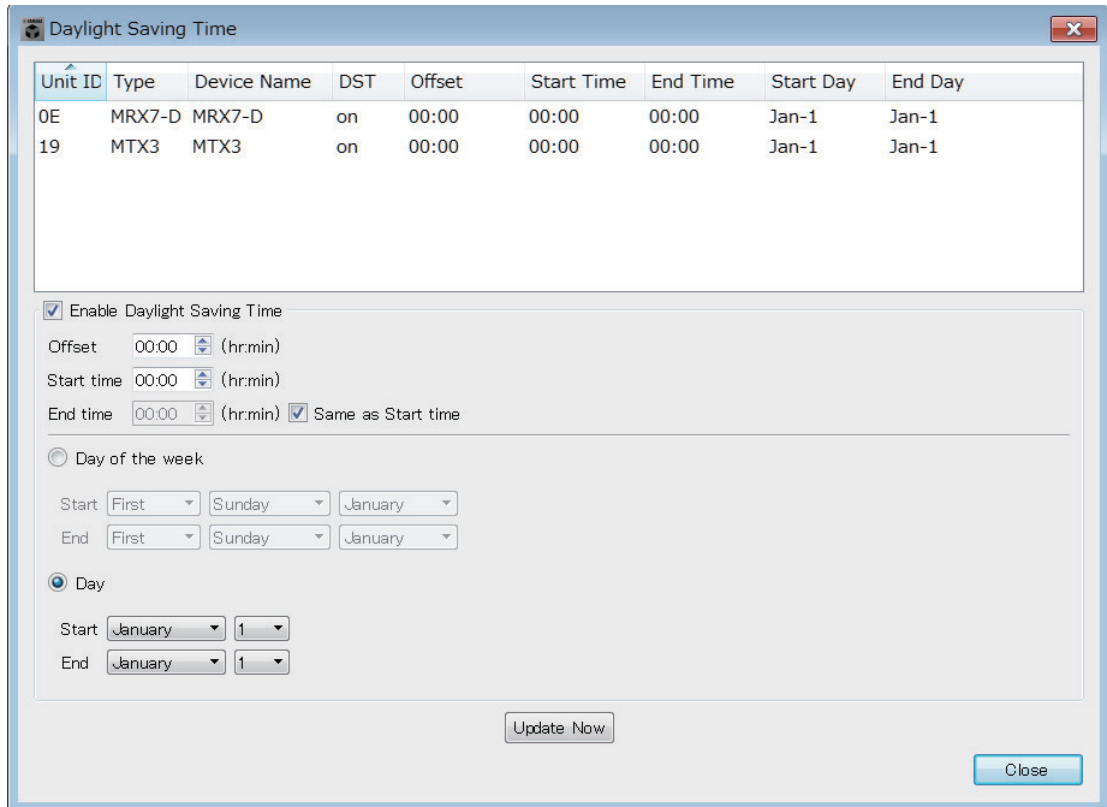 Daylight Saving Time
Unit ID Type Device Name DST Offset Start Time End Time Start Day End Day
0E MRX7-D MRX7-D on 00:00 00:00 00:00 Jan-1 Jan-1
19 MTX3 MTX3 on 00:00 00:00 00:00 Jan-1 Jan-1
Enable Daylight Saving Time
Offset 00:00 (hr:min)
Start time 00:00 (hr:min)
End time 00:00 (hr:min) Same as Start time
Day of the week
Start First Sunday January
End First Sunday January
Day
Start January 1
End January 1
Update Now
Close